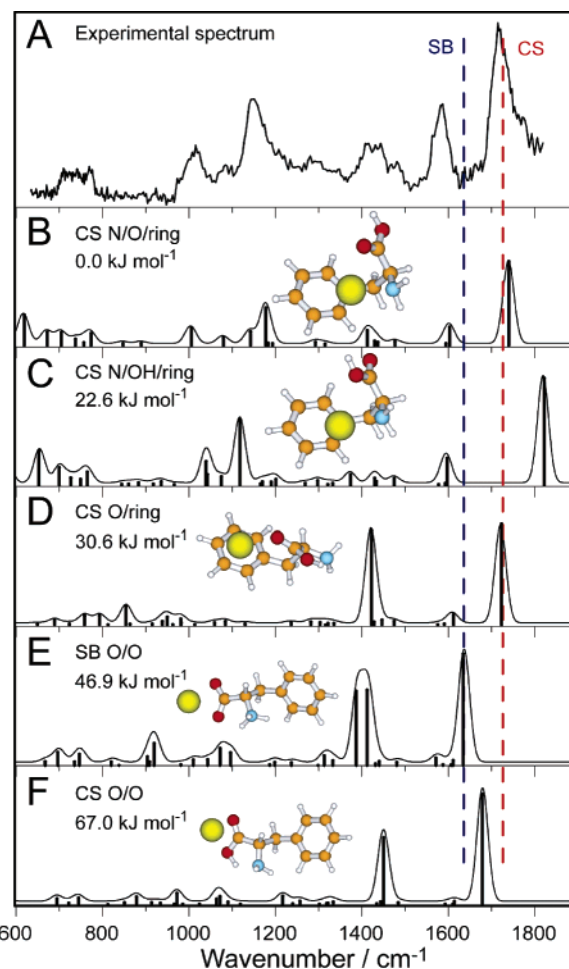 A Experimental spectrum SB CS
B CS N/O/ring
0.0 kJ mol⁻¹
C CS N/OH/ring
22.6 kJ mol⁻¹
D CS O/ring
30.6 kJ mol⁻¹
E SB O/O
46.9 kJ mol⁻¹
F CS O/O
67.0 kJ mol⁻¹
600 800 1000 1200 1400 1600 1800
Wavenumber / cm⁻¹